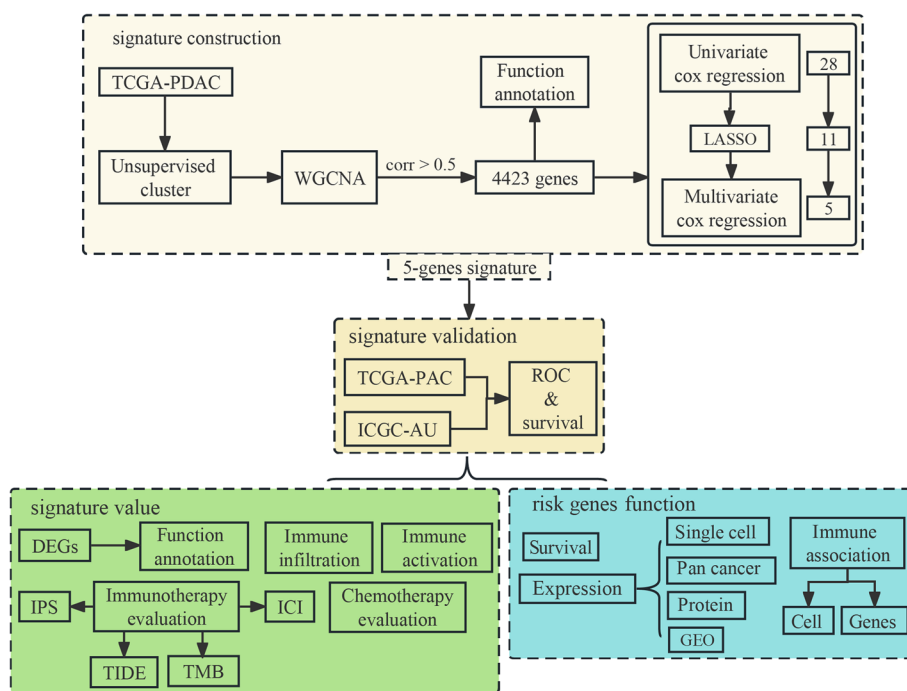 signature construction
TCGA-PDAC
Unsupervised
cluster
WGCNA
corr > 0.5
4423 genes
Function
annotation
Univariate
cox regression
LASSO
Multivariate
cox regression
28
11
5
5-genes signature
signature validation
TCGA-PAC
ICGC-AU
ROC
&
survival
signature value
DEGs
Function
annotation
Immune
infiltration
Immune
activation
IPS
Immunotherapy
evaluation
ICI
Chemotherapy
evaluation
TIDE
TMB
risk genes function
Survival
Expression
Single cell
Pan cancer
Protein
GEO
Immune
association
Cell
Genes